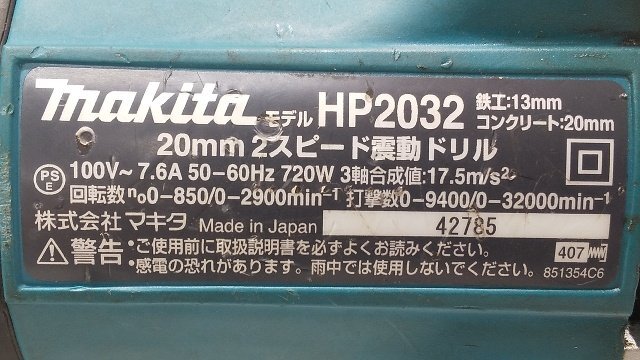 makita モデル HP2032 鉄工:13mm
コンクリート:20mm
20mm 2スピード震動ドリル
PS
E
100V~ 7.6A 50-60Hz 720W 3軸合成値:17.5m/s²
回転数 n₀0-850/0-2900min⁻¹ 打撃数0-9400/0-32000min⁻¹
株式会社 マキタ Made in Japan 42785
警告・ご使用前に取扱説明書を必ずよくお読みください。
・感電の恐れがあります。雨中では使用しないでください。
407
851354C6